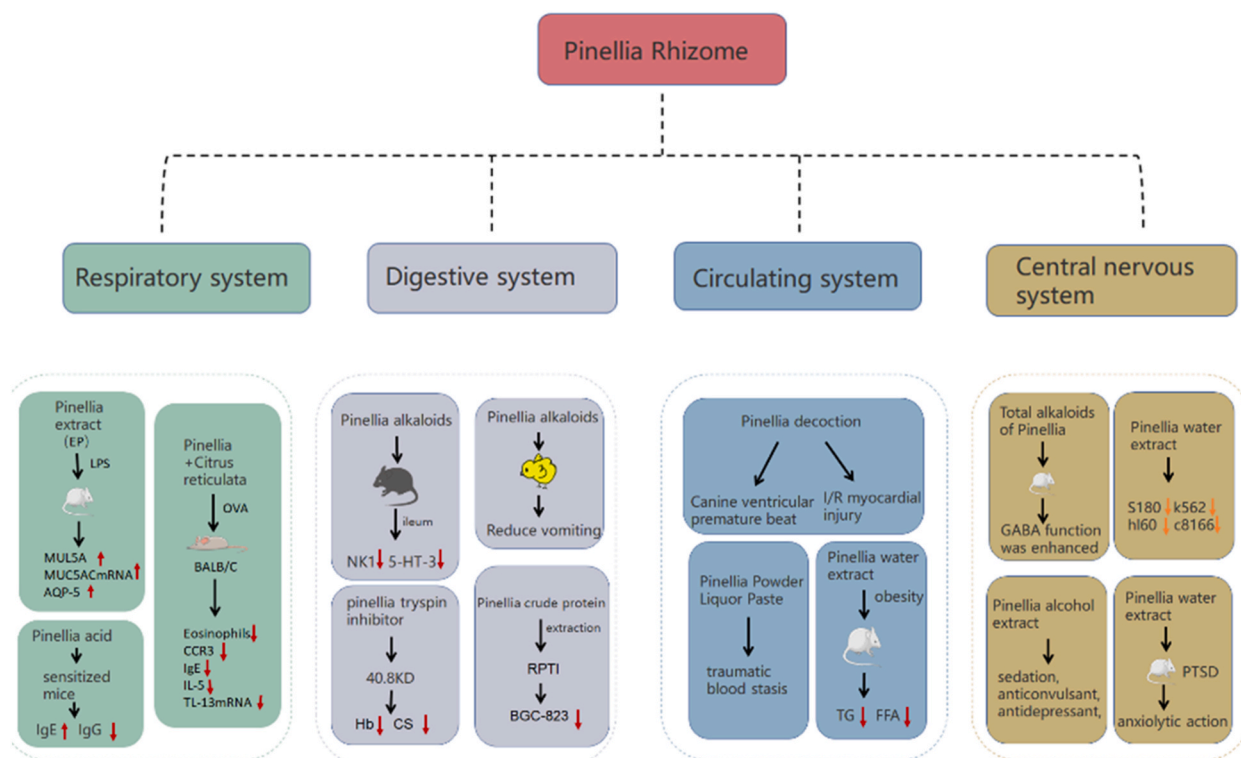 Pinellia Rhizome
Respiratory system
Digestive system
Circulating system
Central nervous
system
Pinellia
extract
(EP)
LPS
MUL5A
MUC5ACmRNA
AQP-5
Pinellia acid
sensitized
mice
IgE IgG
Pinellia
+Citrus
reticulata
OVA
BALB/C
Eosinophils
CCR3
IgE
IL-5
TL-13mRNA
Pinellia alkaloids
ileum
NK1 5-HT-3
Pinellia alkaloids
Reduce vomiting
pinellia tryspin
inhibitor
40.8KD
Hb CS
Pinellia crude protein
extraction
RPTI
BGC-823
Pinellia decoction
Canine ventricular
premature beat
I/R myocardial
injury
Pinellia Powder
Liquor Paste
traumatic
blood stasis
Pinellia water
extract
obesity
TG FFA
Total alkaloids
of Pinellia
GABA function
was enhanced
Pinellia water
extract
S180 k562
hl60 c8166
Pinellia alcohol
extract
sedation,
anticonvulsant,
antidepressant,
Pinellia water
extract
PTSD
anxiolytic action